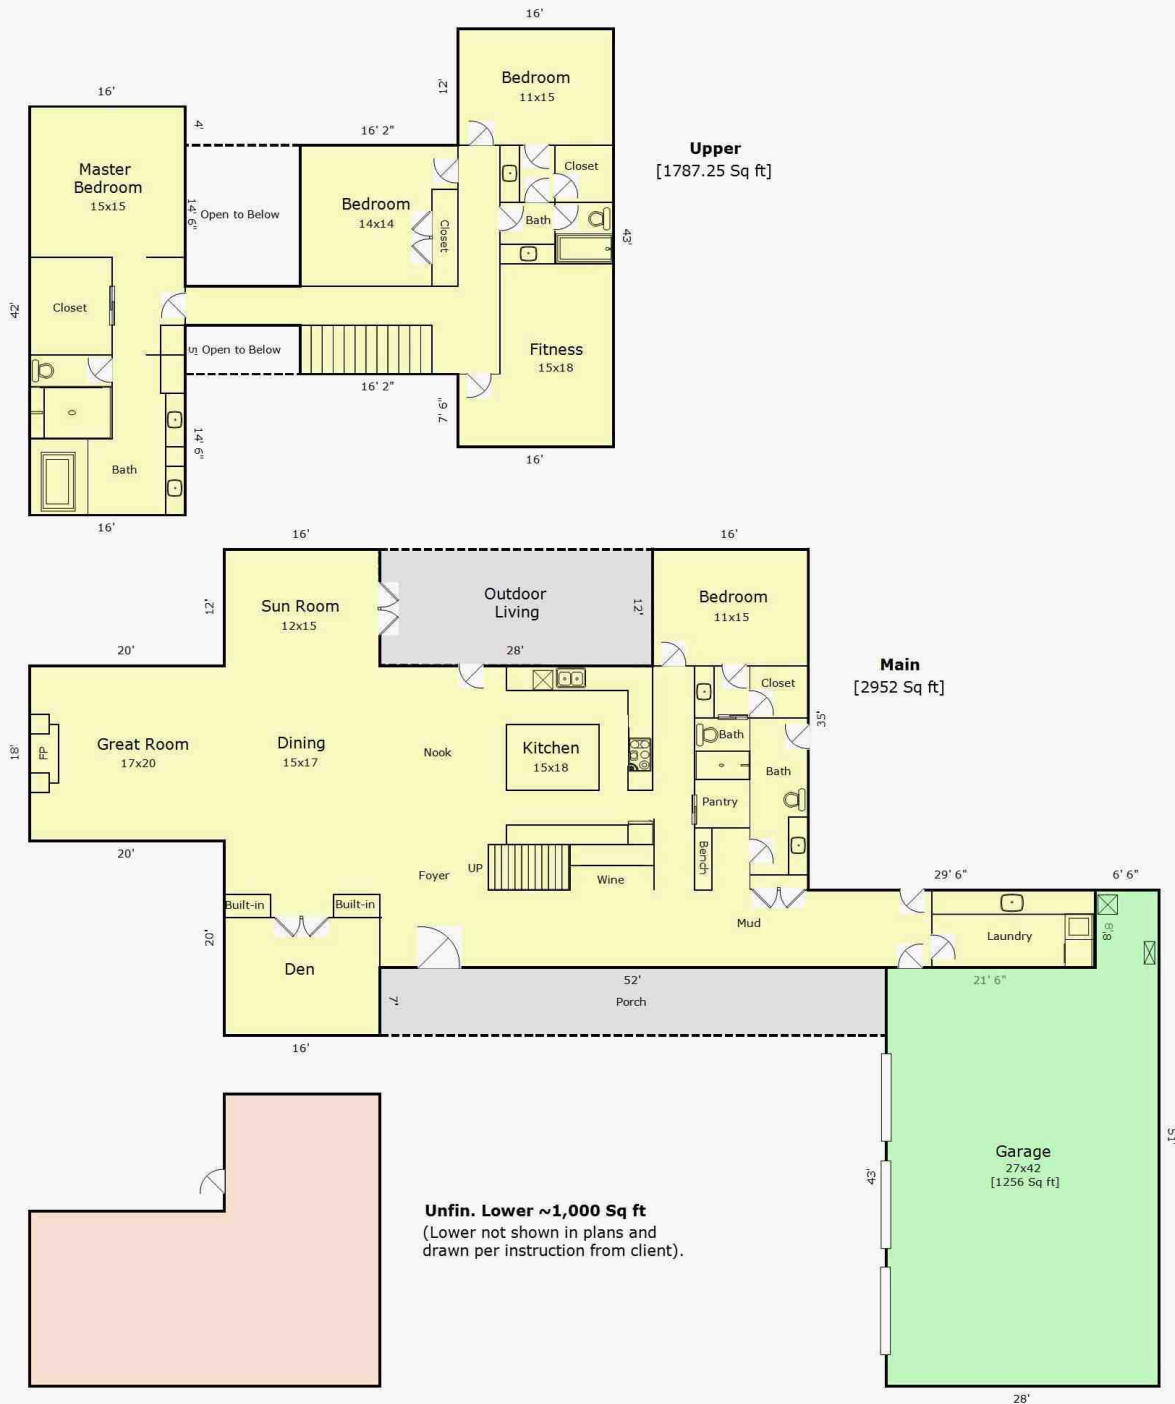 16'
12'
Bedroom
11x15
16'
4'
16' 2"
Upper
[1787.25 Sq ft]
Master
Bedroom
15x15
14' 6"
Open to Below
Bedroom
14x14
Closet
Closet
Bath
43'
42'
Closet
5'
Open to Below
16' 2"
Fitness
15x18
9' 7"
16'
14' 6"
Bath
16'
16'
16'
12'
Sun Room
12x15
Outdoor
Living
12'
28'
Bedroom
11x15
20'
Main
[2952 Sq ft]
Closet
35'
18'
FP
Great Room
17x20
Dining
15x17
Nook
Kitchen
15x18
Bath
Bath
Pantry
20'
Foyer
UP
Wine
Bench
29' 6"
6' 6"
Built-in
Built-in
20'
Den
Mud
Laundry
8'
8'
52'
21' 6"
7'
Porch
16'
43'
51'
Garage
27x42
[1256 Sq ft]
Unfin. Lower ~1,000 Sq ft
(Lower not shown in plans and
drawn per instruction from client).
28'